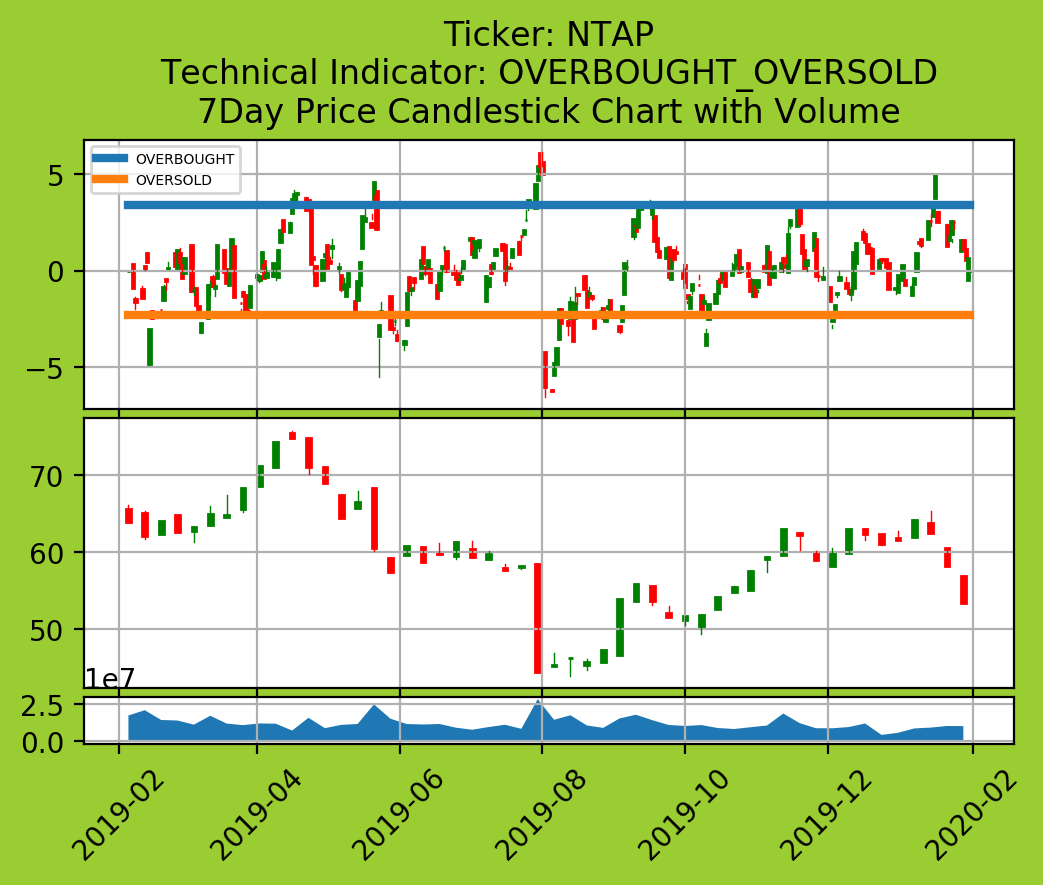 Ticker: NTAP
Technical Indicator: OVERBOUGHT_OVERSOLD
7Day Price Candlestick Chart with Volume
OVERBOUGHT
OVERSOLD
5
0
−5
70
60
50
1e7
2.5
0.0
2019-02
2019-04
2019-06
2019-08
2019-10
2019-12
2020-02